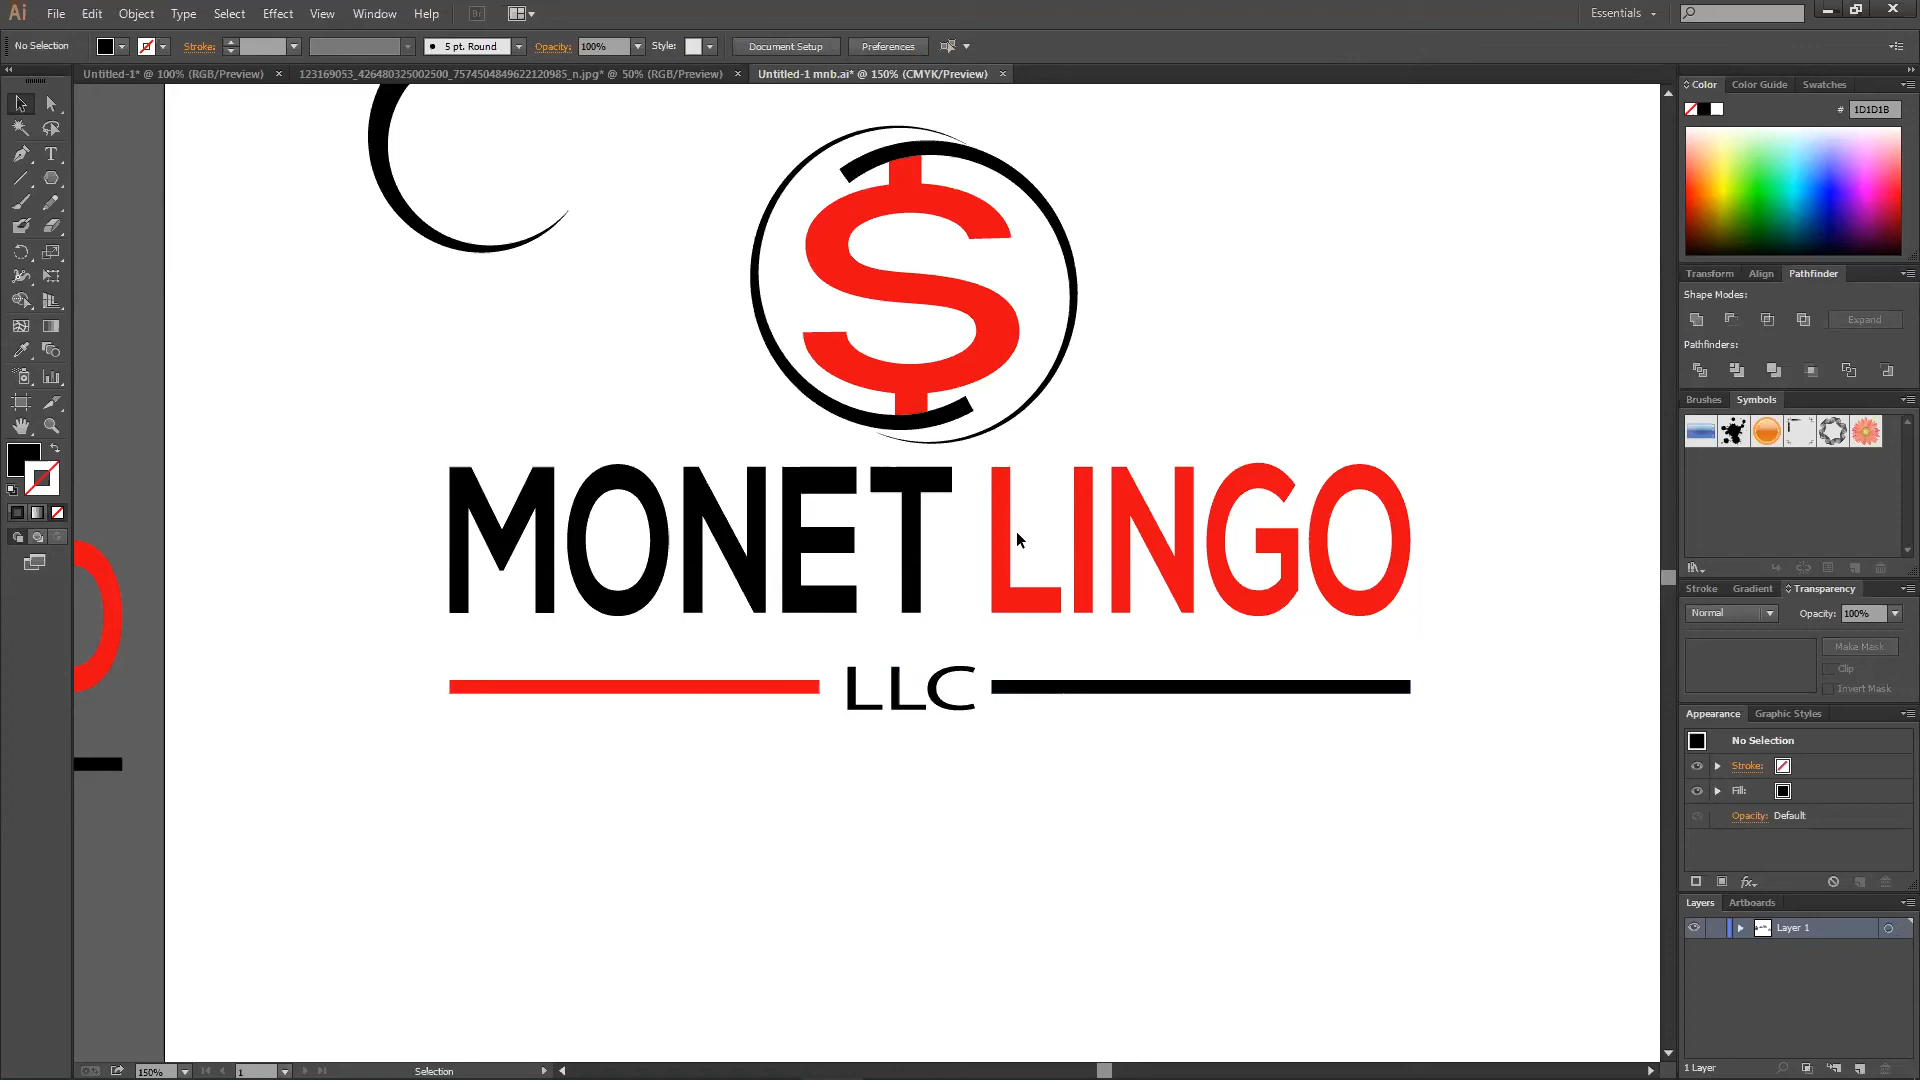 Ai File Edit Object Type Select Effect View Window Help Br Essentials
No Selection Stroke: 5 pt. Round Opacity: 100% Style: Document Setup Preferences
Untitled-1* @ 100% (RGB/Preview) × 123169053_426480325002500_7574504849622120985_n.jpg* @ 50% (RGB/Preview) × Untitled-1 mnb.ai* @ 150% (CMYK/Preview) ×
Color Color Guide Swatches
# 1D1D1B
$
Transform Align Pathfinder
Shape Modes:
Expand
Pathfinders:
Brushes Symbols
MONET LINGO
LLC
Stroke Gradient Transparency
Normal Opacity: 100%
Make Mask
Clip
Invert Mask
Appearance Graphic Styles
No Selection
Stroke:
Fill:
Opacity: Default
fx
Layers Artboards
Layer 1
1 Layer
150% 1 Selection